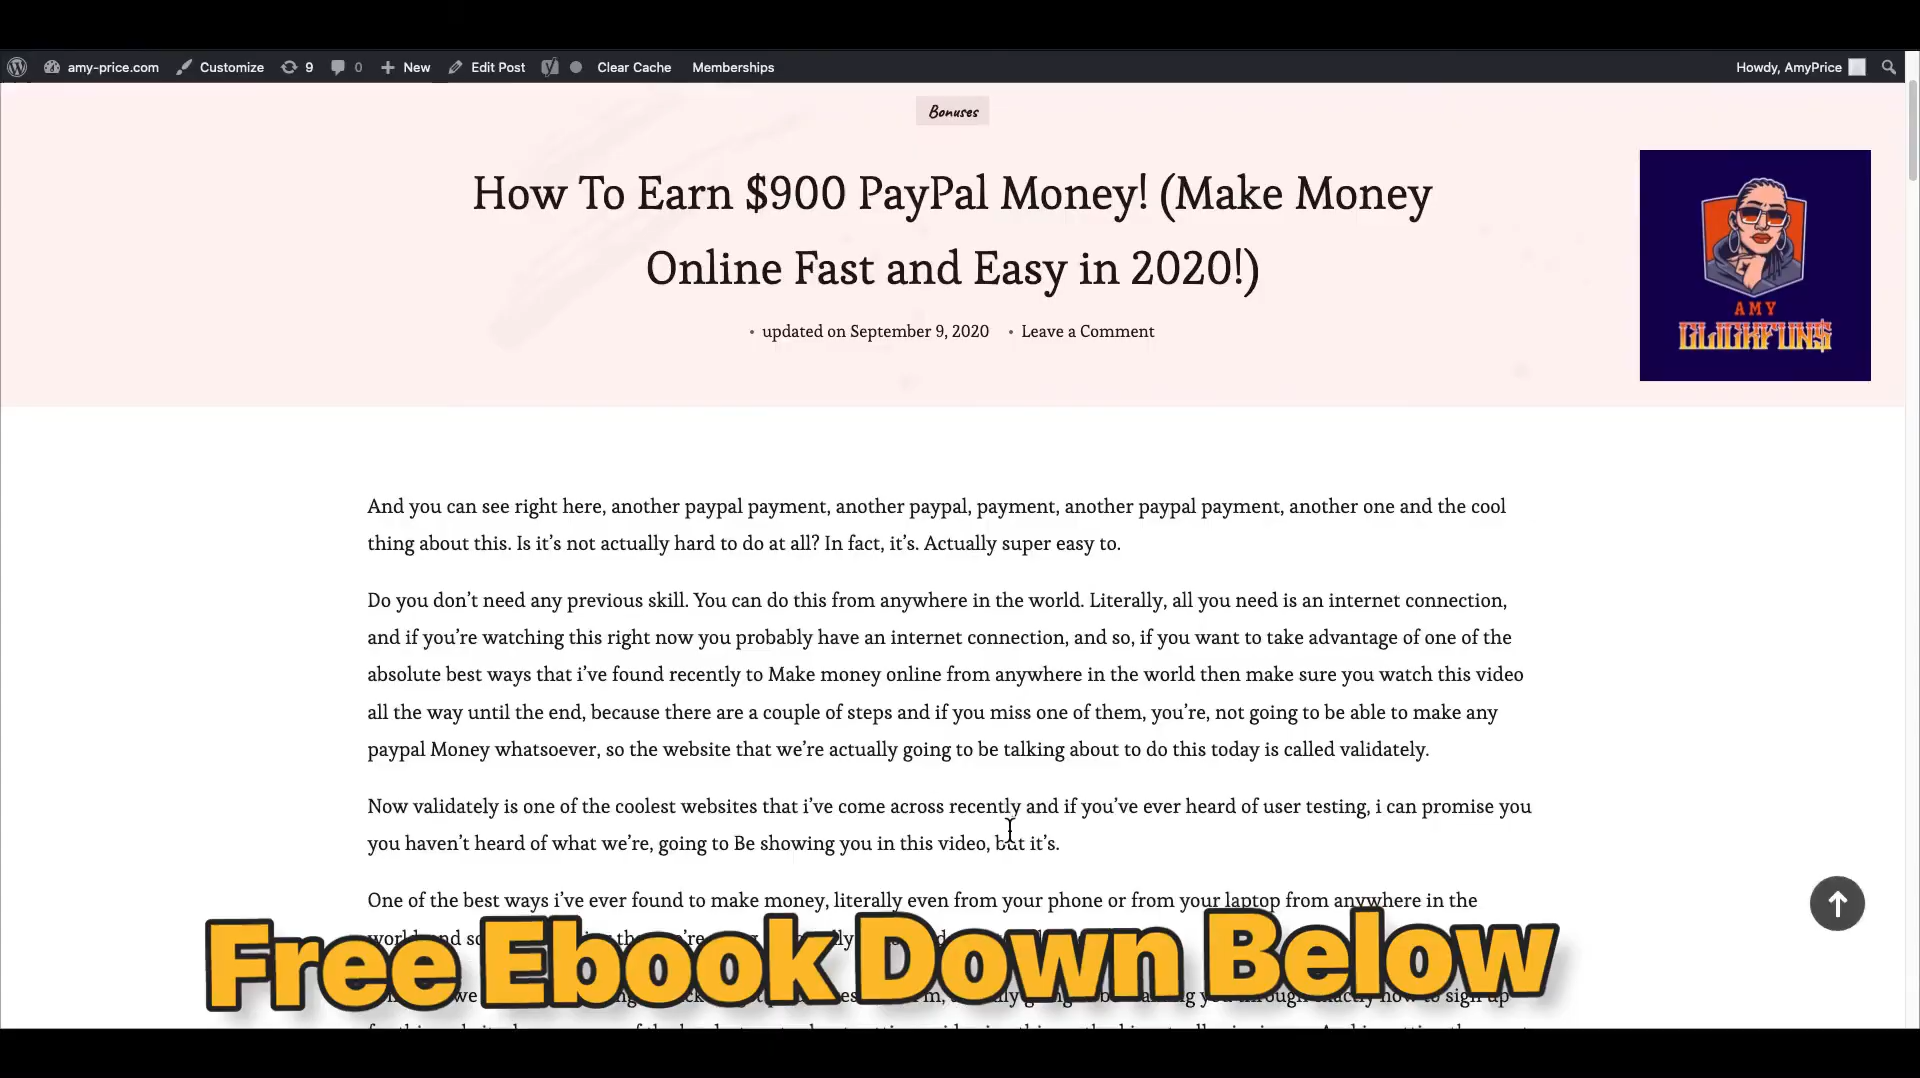 amy-price.com Customize 9 0 New Edit Post Clear Cache Memberships Howdy, AmyPrice
Bonuses
How To Earn $900 PayPal Money! (Make Money
Online Fast and Easy in 2020!)
• updated on September 9, 2020 • Leave a Comment
AMY
CLICKFUN$
And you can see right here, another paypal payment, another paypal, payment, another paypal payment, another one and the cool
thing about this. Is it’s not actually hard to do at all? In fact, it’s. Actually super easy to.
Do you don’t need any previous skill. You can do this from anywhere in the world. Literally, all you need is an internet connection,
and if you’re watching this right now you probably have an internet connection, and so, if you want to take advantage of one of the
absolute best ways that i’ve found recently to Make money online from anywhere in the world then make sure you watch this video
all the way until the end, because there are a couple of steps and if you miss one of them, you’re, not going to be able to make any
paypal Money whatsoever, so the website that we’re actually going to be talking about to do this today is called validately.
Now validately is one of the coolest websites that i’ve come across recently and if you’ve ever heard of user testing, i can promise you
you haven’t heard of what we’re, going to Be showing you in this video, but it’s.
One of the best ways i’ve ever found to make money, literally even from your phone or from your laptop from anywhere in the
Free Ebook Down Below
through exactly how to sign up